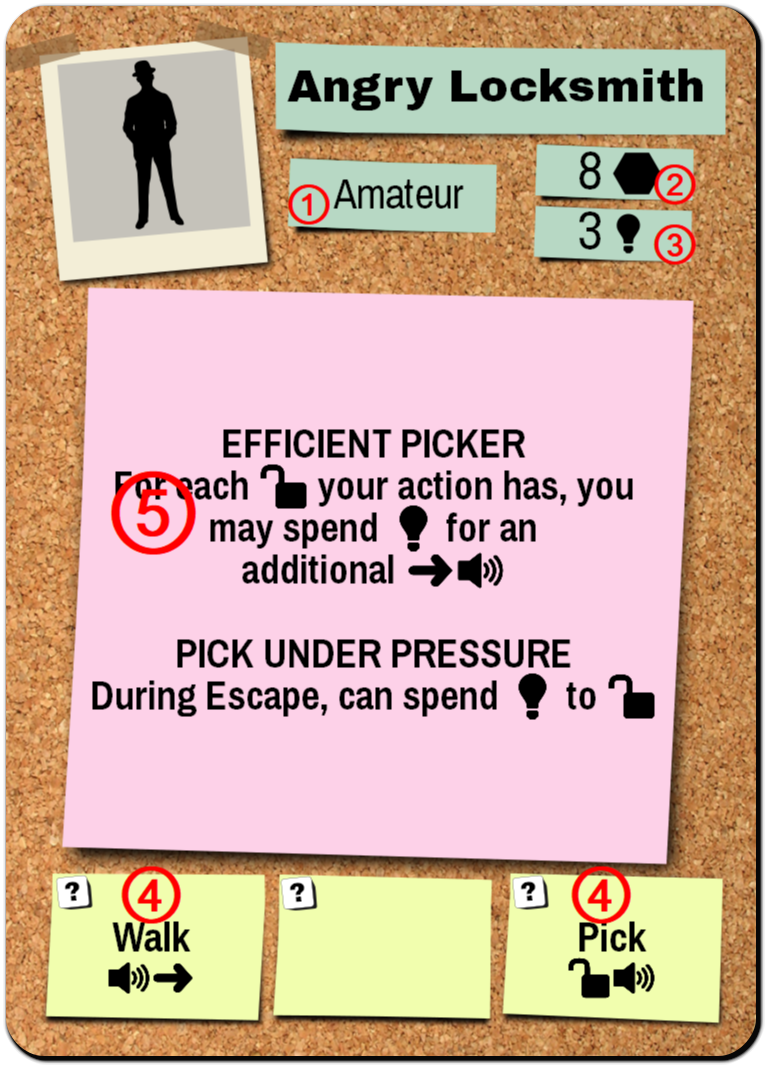 Angry Locksmith
1 Amateur
8 2
3 3
EFFICIENT PICKER
For each your action has, you
5
may spend for an
additional
PICK UNDER PRESSURE
During Escape, can spend to
? 4 ? ? 4
Walk Pick